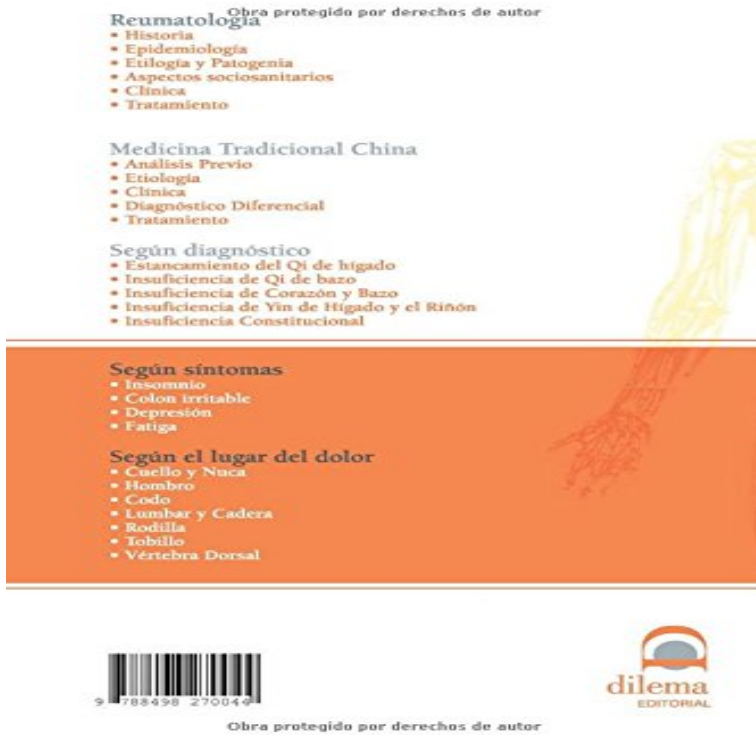 Obra protegido por derechos de autor
Reumatología
• Historia
• Epidemiología
• Etilogía y Patogenia
• Aspectos sociosanitarios
• Clínica
• Tratamiento
Medicina Tradicional China
• Análisis Previo
• Etiología
• Clínica
• Diagnóstico Diferencial
• Tratamiento
Según diagnóstico
• Estancamiento del Qi de hígado
• Insuficiencia de Qi de bazo
• Insuficiencia de Corazón y Bazo
• Insuficiencia de Yin de Hígado y el Riñón
• Insuficiencia Constitucional
Según síntomas
• Insomnio
• Colon irritable
• Depresión
• Fatiga
Según el lugar del dolor
• Cuello y Nuca
• Hombro
• Codo
• Lumbar y Cadera
• Rodilla
• Tobillo
• Vértebra Dorsal
9 788498 270044
dilema
EDITORIAL
Obra protegido por derechos de autor